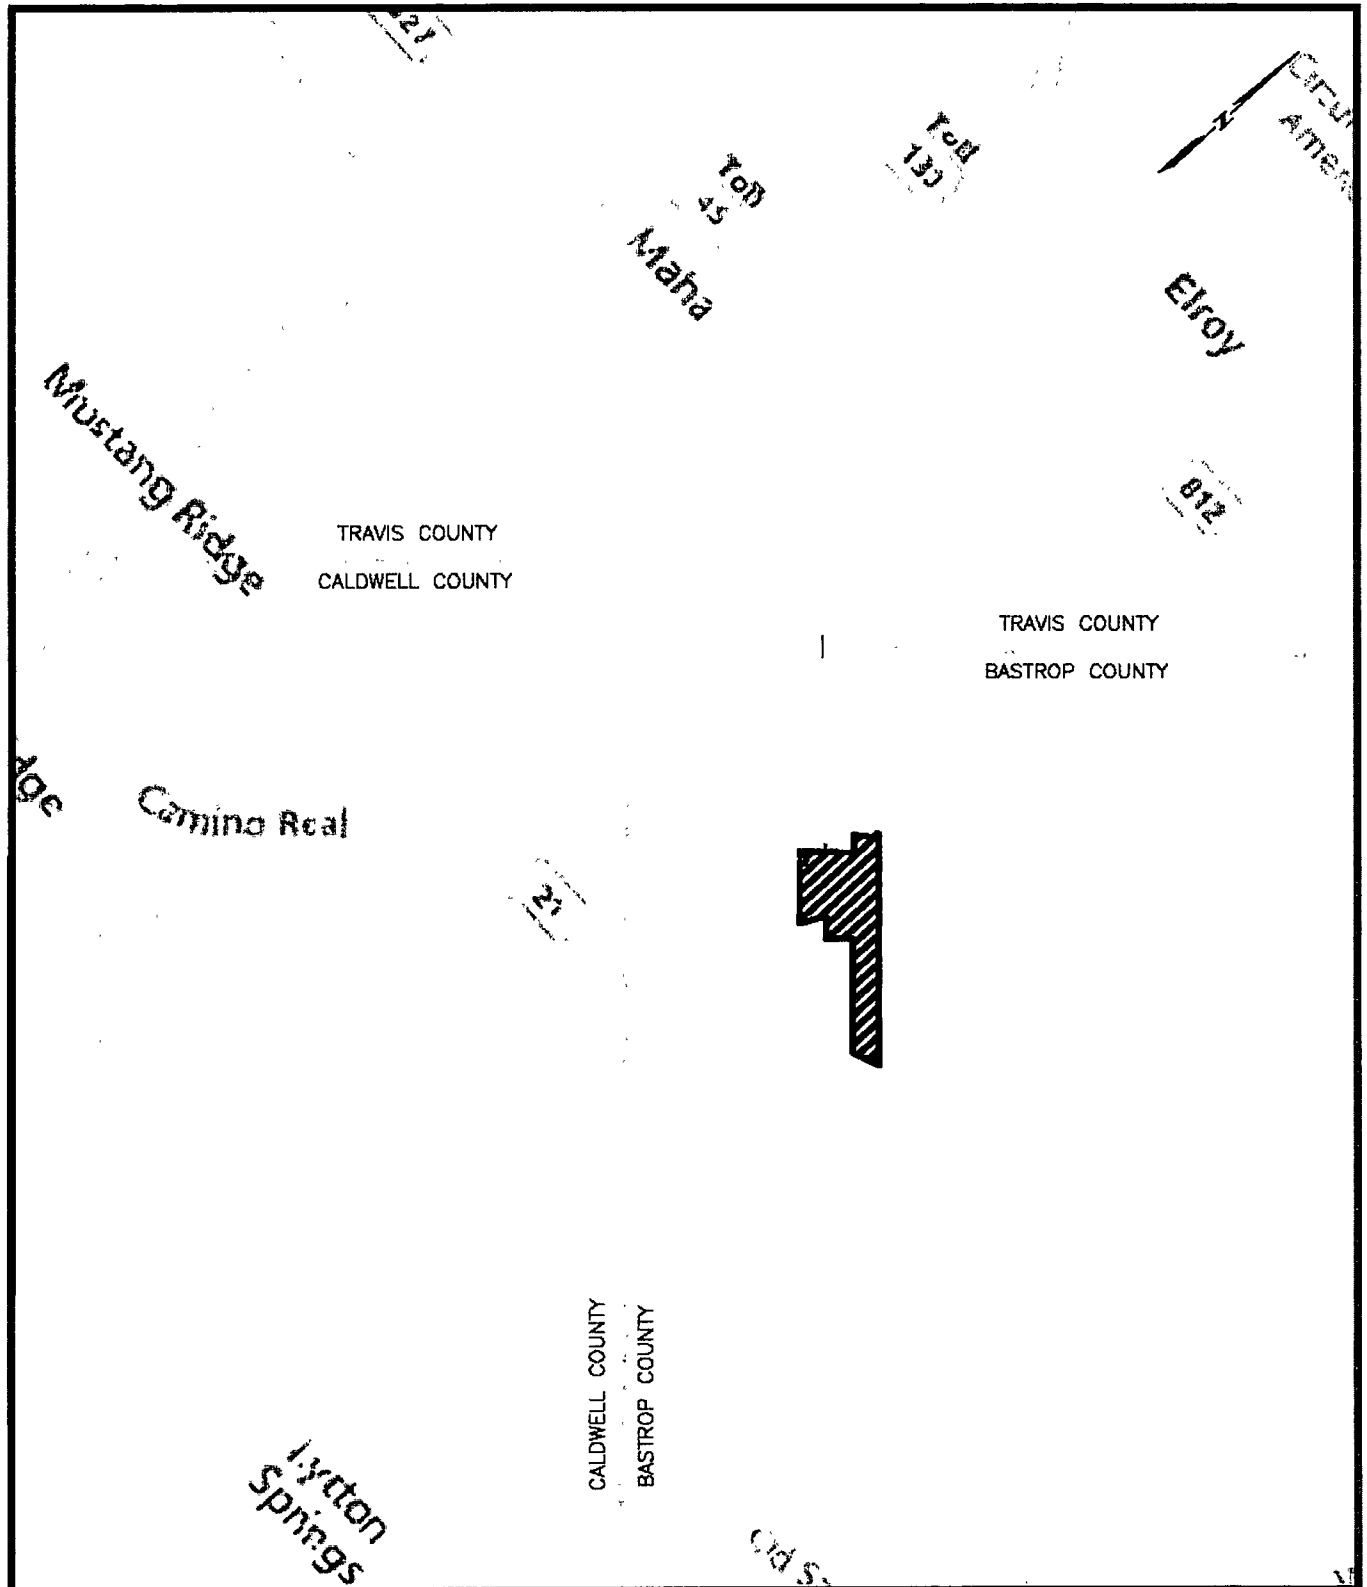 Toll
130
Toll
45
Maha
Elroy
Mustang Ridge
812
TRAVIS COUNTY
CALDWELL COUNTY
TRAVIS COUNTY
BASTROP COUNTY
Camino Real
21
CALDWELL COUNTY
BASTROP COUNTY
Lytton
Springs
N